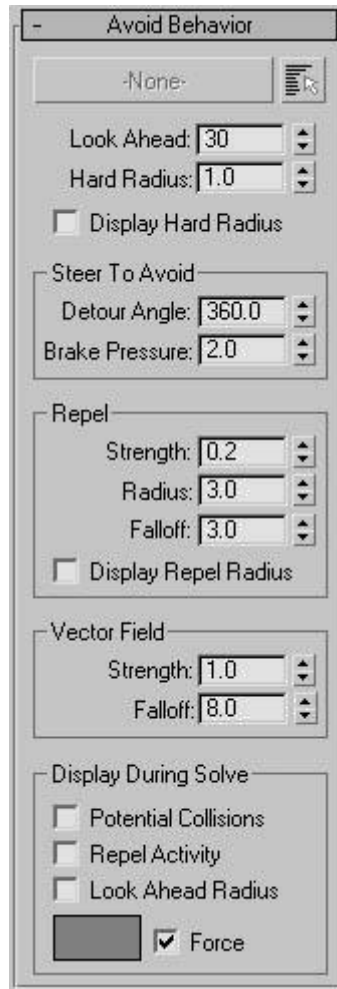 - Avoid Behavior
-None-
Look Ahead: 30
Hard Radius: 1.0
Display Hard Radius
Steer To Avoid
Detour Angle: 360.0
Brake Pressure: 2.0
Repel
Strength: 0.2
Radius: 3.0
Falloff: 3.0
Display Repel Radius
Vector Field
Strength: 1.0
Falloff: 8.0
Display During Solve
Potential Collisions
Repel Activity
Look Ahead Radius
Force